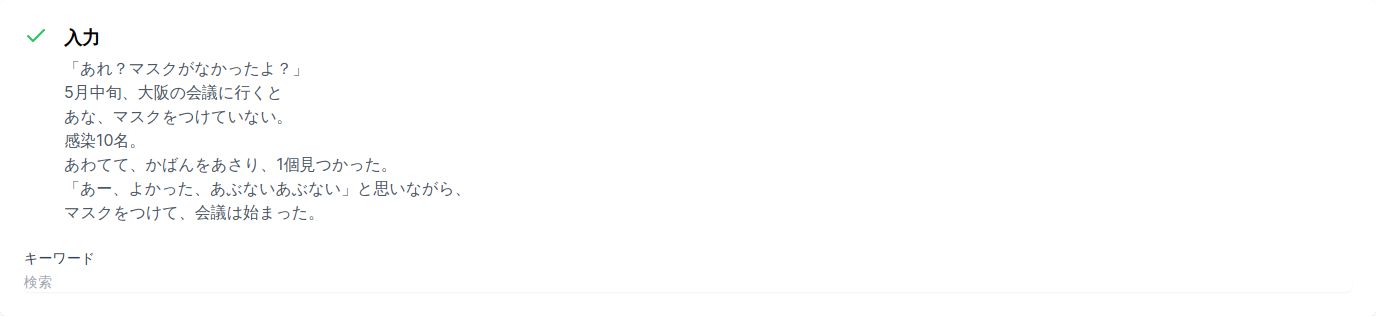 入力
「あれ？マスクがなかったよ？」
5月中旬、大阪の会議に行くと
あな、マスクをつけていない。
感染10名。
あわてて、かばんをあさり、1個見つかった。
「あー、よかった、あぶないあぶない」と思いながら、
マスクをつけて、会議は始まった。
キーワード
検索